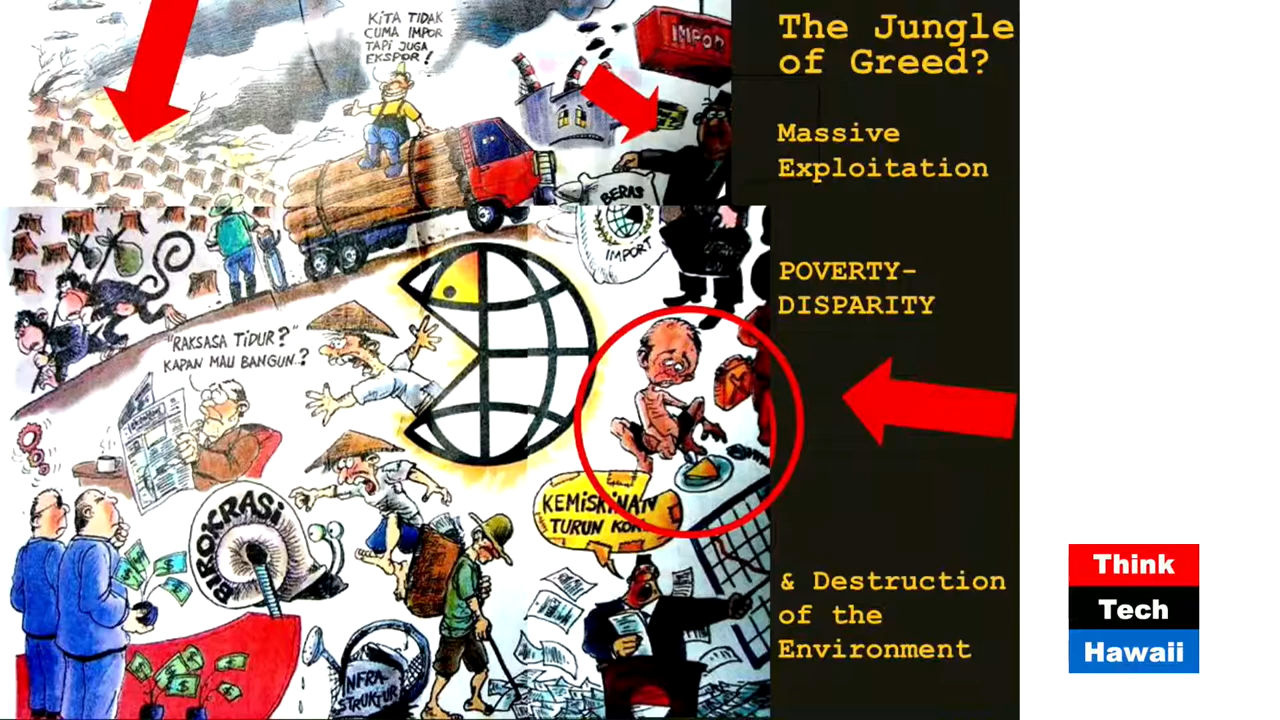 KITA TIDAK
CUMA IMPOR
TAPI JUGA
EKSPOR!
IMPOR
BERAS
IMPORT
"RAKSASA TIDUR?"
KAPAN MAU BANGUN..?
BIROKRASI
KEMISKINAN
TURUN KOK
INFRA-
STRUKTUR
The Jungle
of Greed?
Massive
Exploitation
POVERTY-
DISPARITY
& Destruction
of the
Environment
Think
Tech
Hawaii